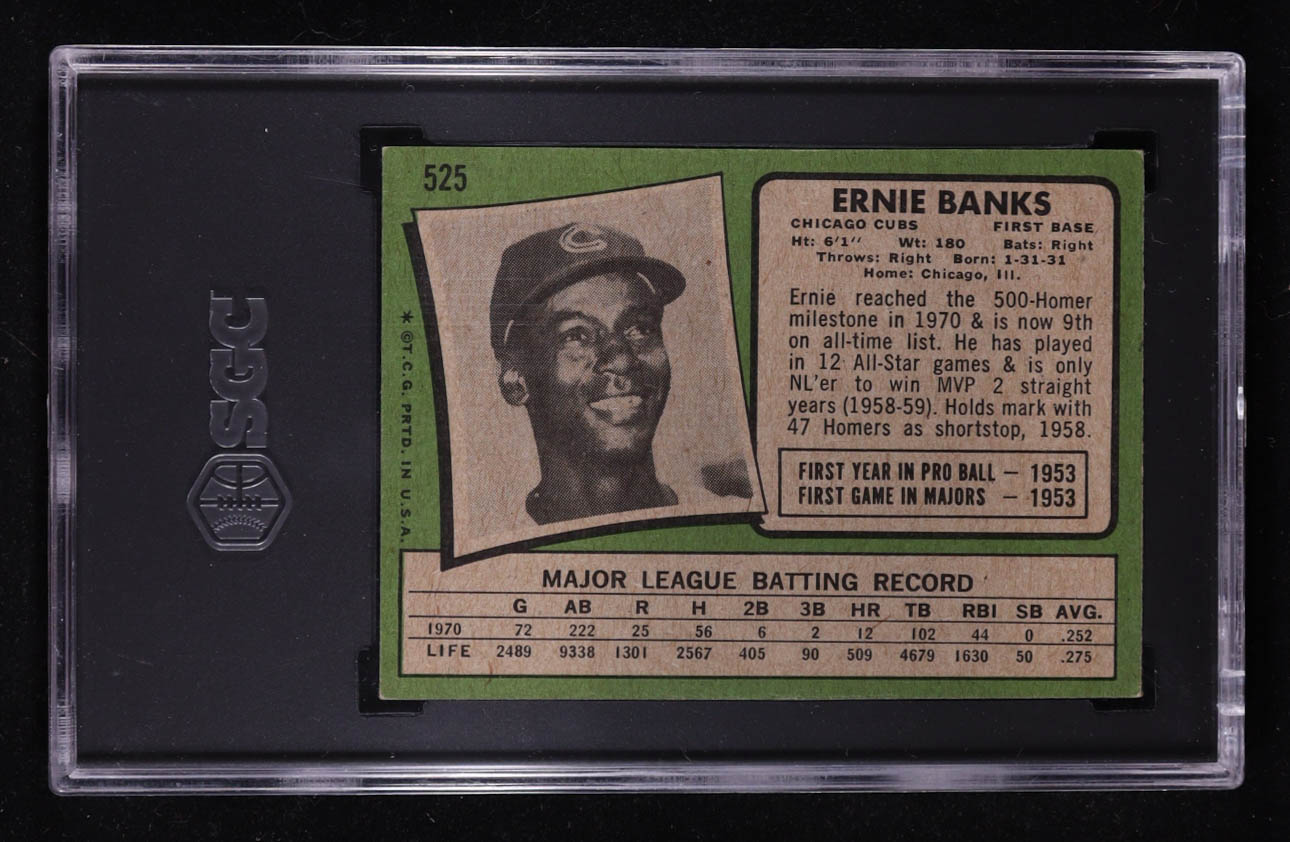 525
ERNIE BANKS
CHICAGO CUBS FIRST BASE
Ht: 6'1" Wt: 180 Bats: Right
Throws: Right Born: 1-31-31
Home: Chicago, Ill.
Ernie reached the 500-Homer
milestone in 1970 & is now 9th
on all-time list. He has played
in 12 All-Star games & is only
NL'er to win MVP 2 straight
years (1958-59). Holds mark with
47 Homers as shortstop, 1958.
FIRST YEAR IN PRO BALL — 1953
FIRST GAME IN MAJORS — 1953
C
* ©T.C.G. PRTD. IN U.S.A.
SGC
MAJOR LEAGUE BATTING RECORD
G AB R H 2B 3B HR TB RBI SB AVG.
1970 72 222 25 56 6 2 12 102 44 0 .252
LIFE 2489 9338 1301 2567 405 90 509 4679 1630 50 .275